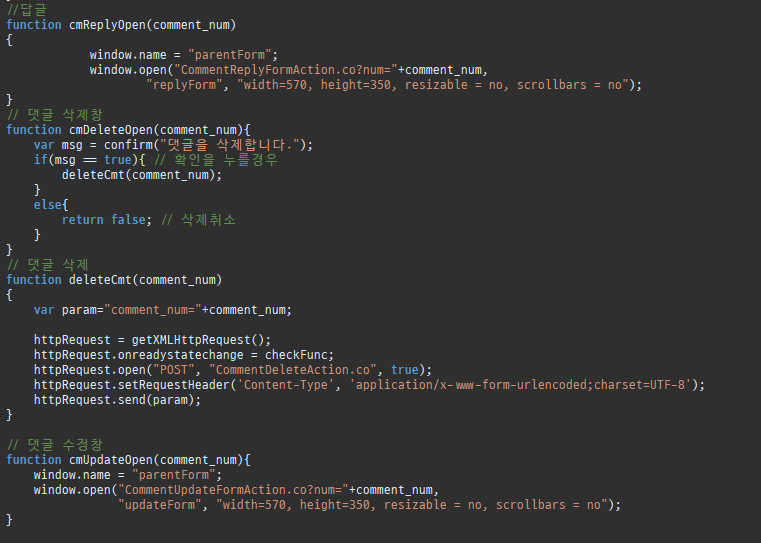 //답글
function cmReplyOpen(comment_num)
{
            window.name = "parentForm";
            window.open("CommentReplyFormAction.co?num="+comment_num,
                    "replyForm", "width=570, height=350, resizable = no, scrollbars = no");
}
// 댓글 삭제창
function cmDeleteOpen(comment_num){
    var msg = confirm("댓글을 삭제합니다.");
    if(msg == true){ // 확인을 누를경우
        deleteCmt(comment_num);
    }
    else{
        return false; // 삭제취소
    }
}
// 댓글 삭제
function deleteCmt(comment_num)
{
    var param="comment_num="+comment_num;

    httpRequest = getXMLHttpRequest();
    httpRequest.onreadystatechange = checkFunc;
    httpRequest.open("POST", "CommentDeleteAction.co", true);
    httpRequest.setRequestHeader('Content-Type', 'application/x-www-form-urlencoded;charset=UTF-8');
    httpRequest.send(param);
}

// 댓글 수정창
function cmUpdateOpen(comment_num){
    window.name = "parentForm";
    window.open("CommentUpdateFormAction.co?num="+comment_num,
                "updateForm", "width=570, height=350, resizable = no, scrollbars = no");
}